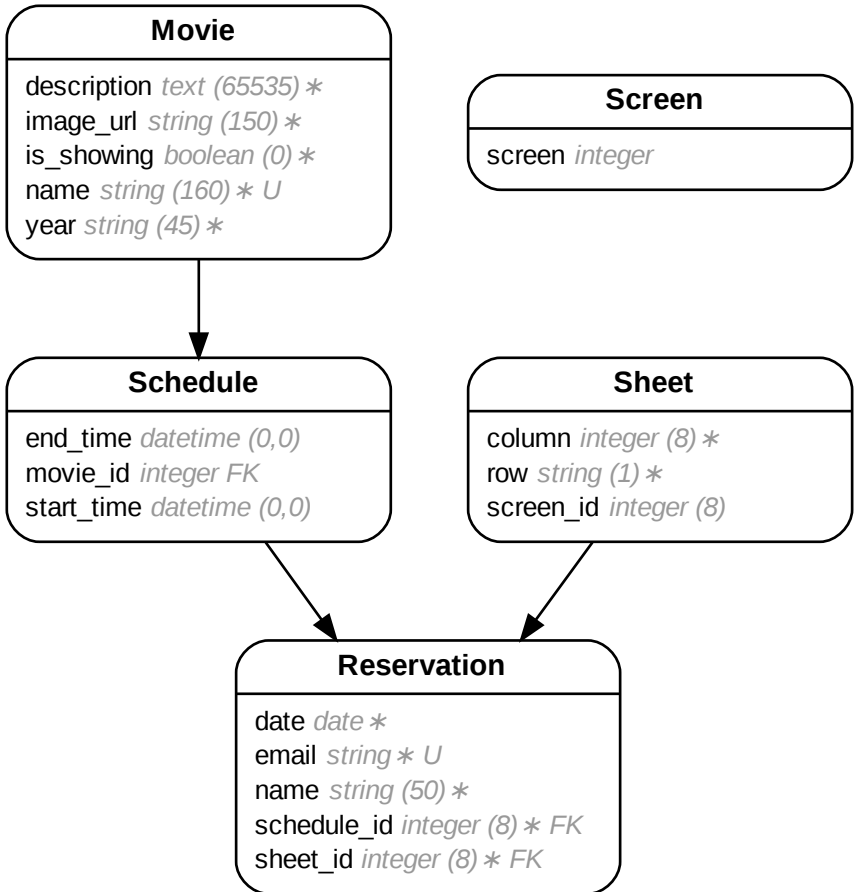 Movie
description text (65535) ∗
image_url string (150) ∗
is_showing boolean (0) ∗
name string (160) ∗ U
year string (45) ∗
Screen
screen integer
Schedule
end_time datetime (0,0)
movie_id integer FK
start_time datetime (0,0)
Sheet
column integer (8) ∗
row string (1) ∗
screen_id integer (8)
Reservation
date date ∗
email string ∗ U
name string (50) ∗
schedule_id integer (8) ∗ FK
sheet_id integer (8) ∗ FK